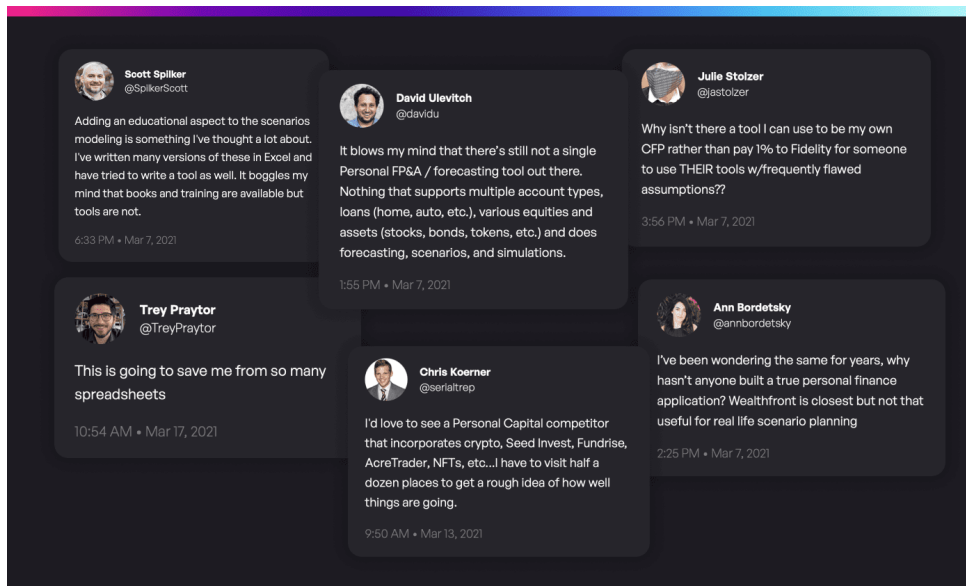 Scott Spilker
@SpilkerScott
Adding an educational aspect to the scenarios
modeling is something I've thought a lot about.
I've written many versions of these in Excel and
have tried to write a tool as well. It boggles my
mind that books and training are available but
tools are not.
6:33 PM • Mar 7, 2021
David Ulevitch
@davidu
It blows my mind that there's still not a single
Personal FP&A / forecasting tool out there.
Nothing that supports multiple account types,
loans (home, auto, etc.), various equities and
assets (stocks, bonds, tokens, etc.) and does
forecasting, scenarios, and simulations.
1:55 PM • Mar 7, 2021
Julie Stolzer
@jastolzer
Why isn't there a tool I can use to be my own
CFP rather than pay 1% to Fidelity for someone
to use THEIR tools w/frequently flawed
assumptions??
3:56 PM • Mar 7, 2021
Trey Praytor
@TreyPraytor
This is going to save me from so many
spreadsheets
10:54 AM • Mar 17, 2021
Chris Koerner
@serialtrep
I'd love to see a Personal Capital competitor
that incorporates crypto, Seed Invest, Fundrise,
AcreTrader, NFTs, etc...I have to visit half a
dozen places to get a rough idea of how well
things are going.
9:50 AM • Mar 13, 2021
Ann Bordetsky
@annbordetsky
I've been wondering the same for years, why
hasn't anyone built a true personal finance
application? Wealthfront is closest but not that
useful for real life scenario planning
2:25 PM • Mar 7, 2021